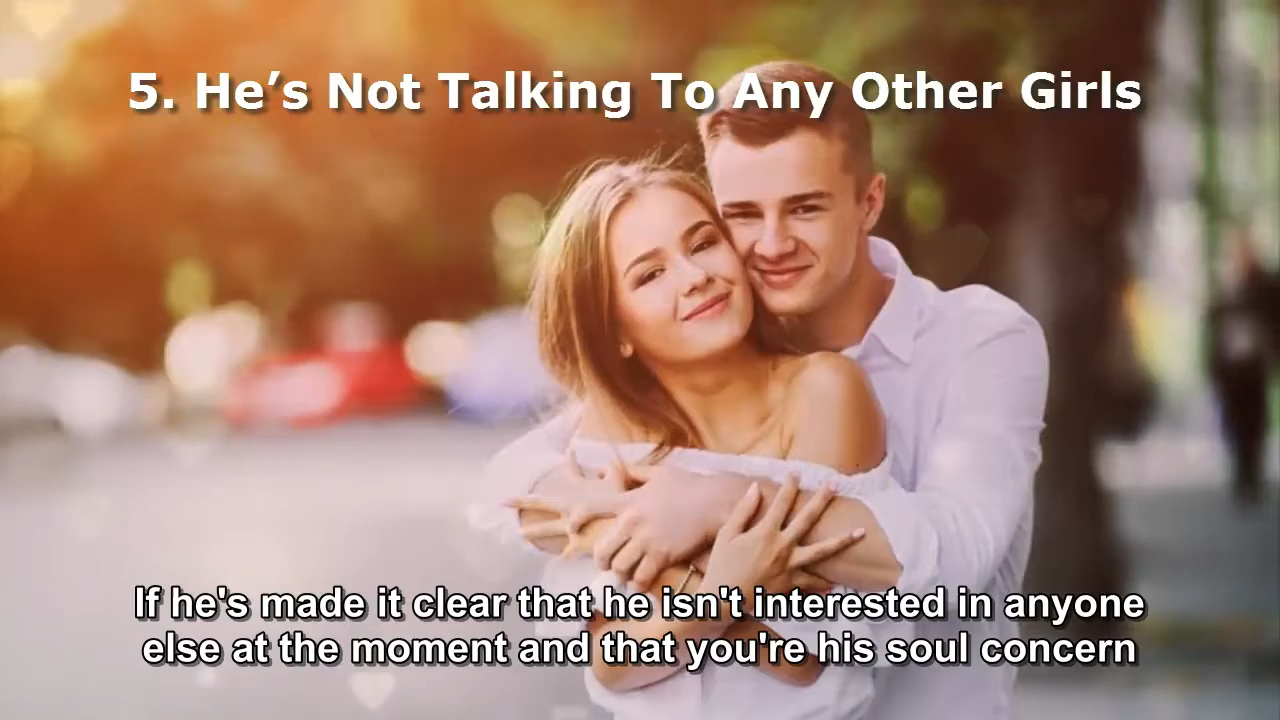 5. He’s Not Talking To Any Other Girls
If he's made it clear that he isn't interested in anyone
else at the moment and that you're his soul concern